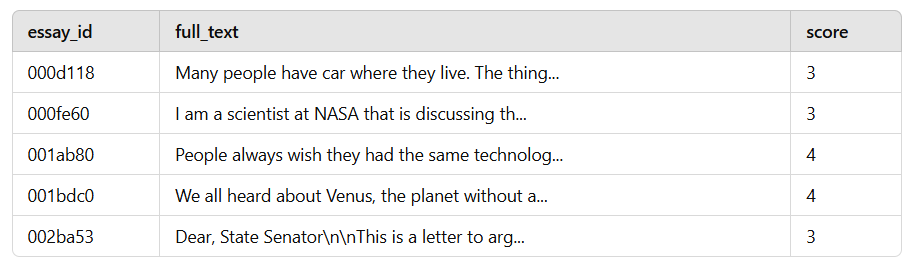 essay_id full_text score
000d118 Many people have car where they live. The thing... 3
000fe60 I am a scientist at NASA that is discussing th... 3
001ab80 People always wish they had the same technolog... 4
001bdc0 We all heard about Venus, the planet without a... 4
002ba53 Dear, State Senator\n\nThis is a letter to arg... 3